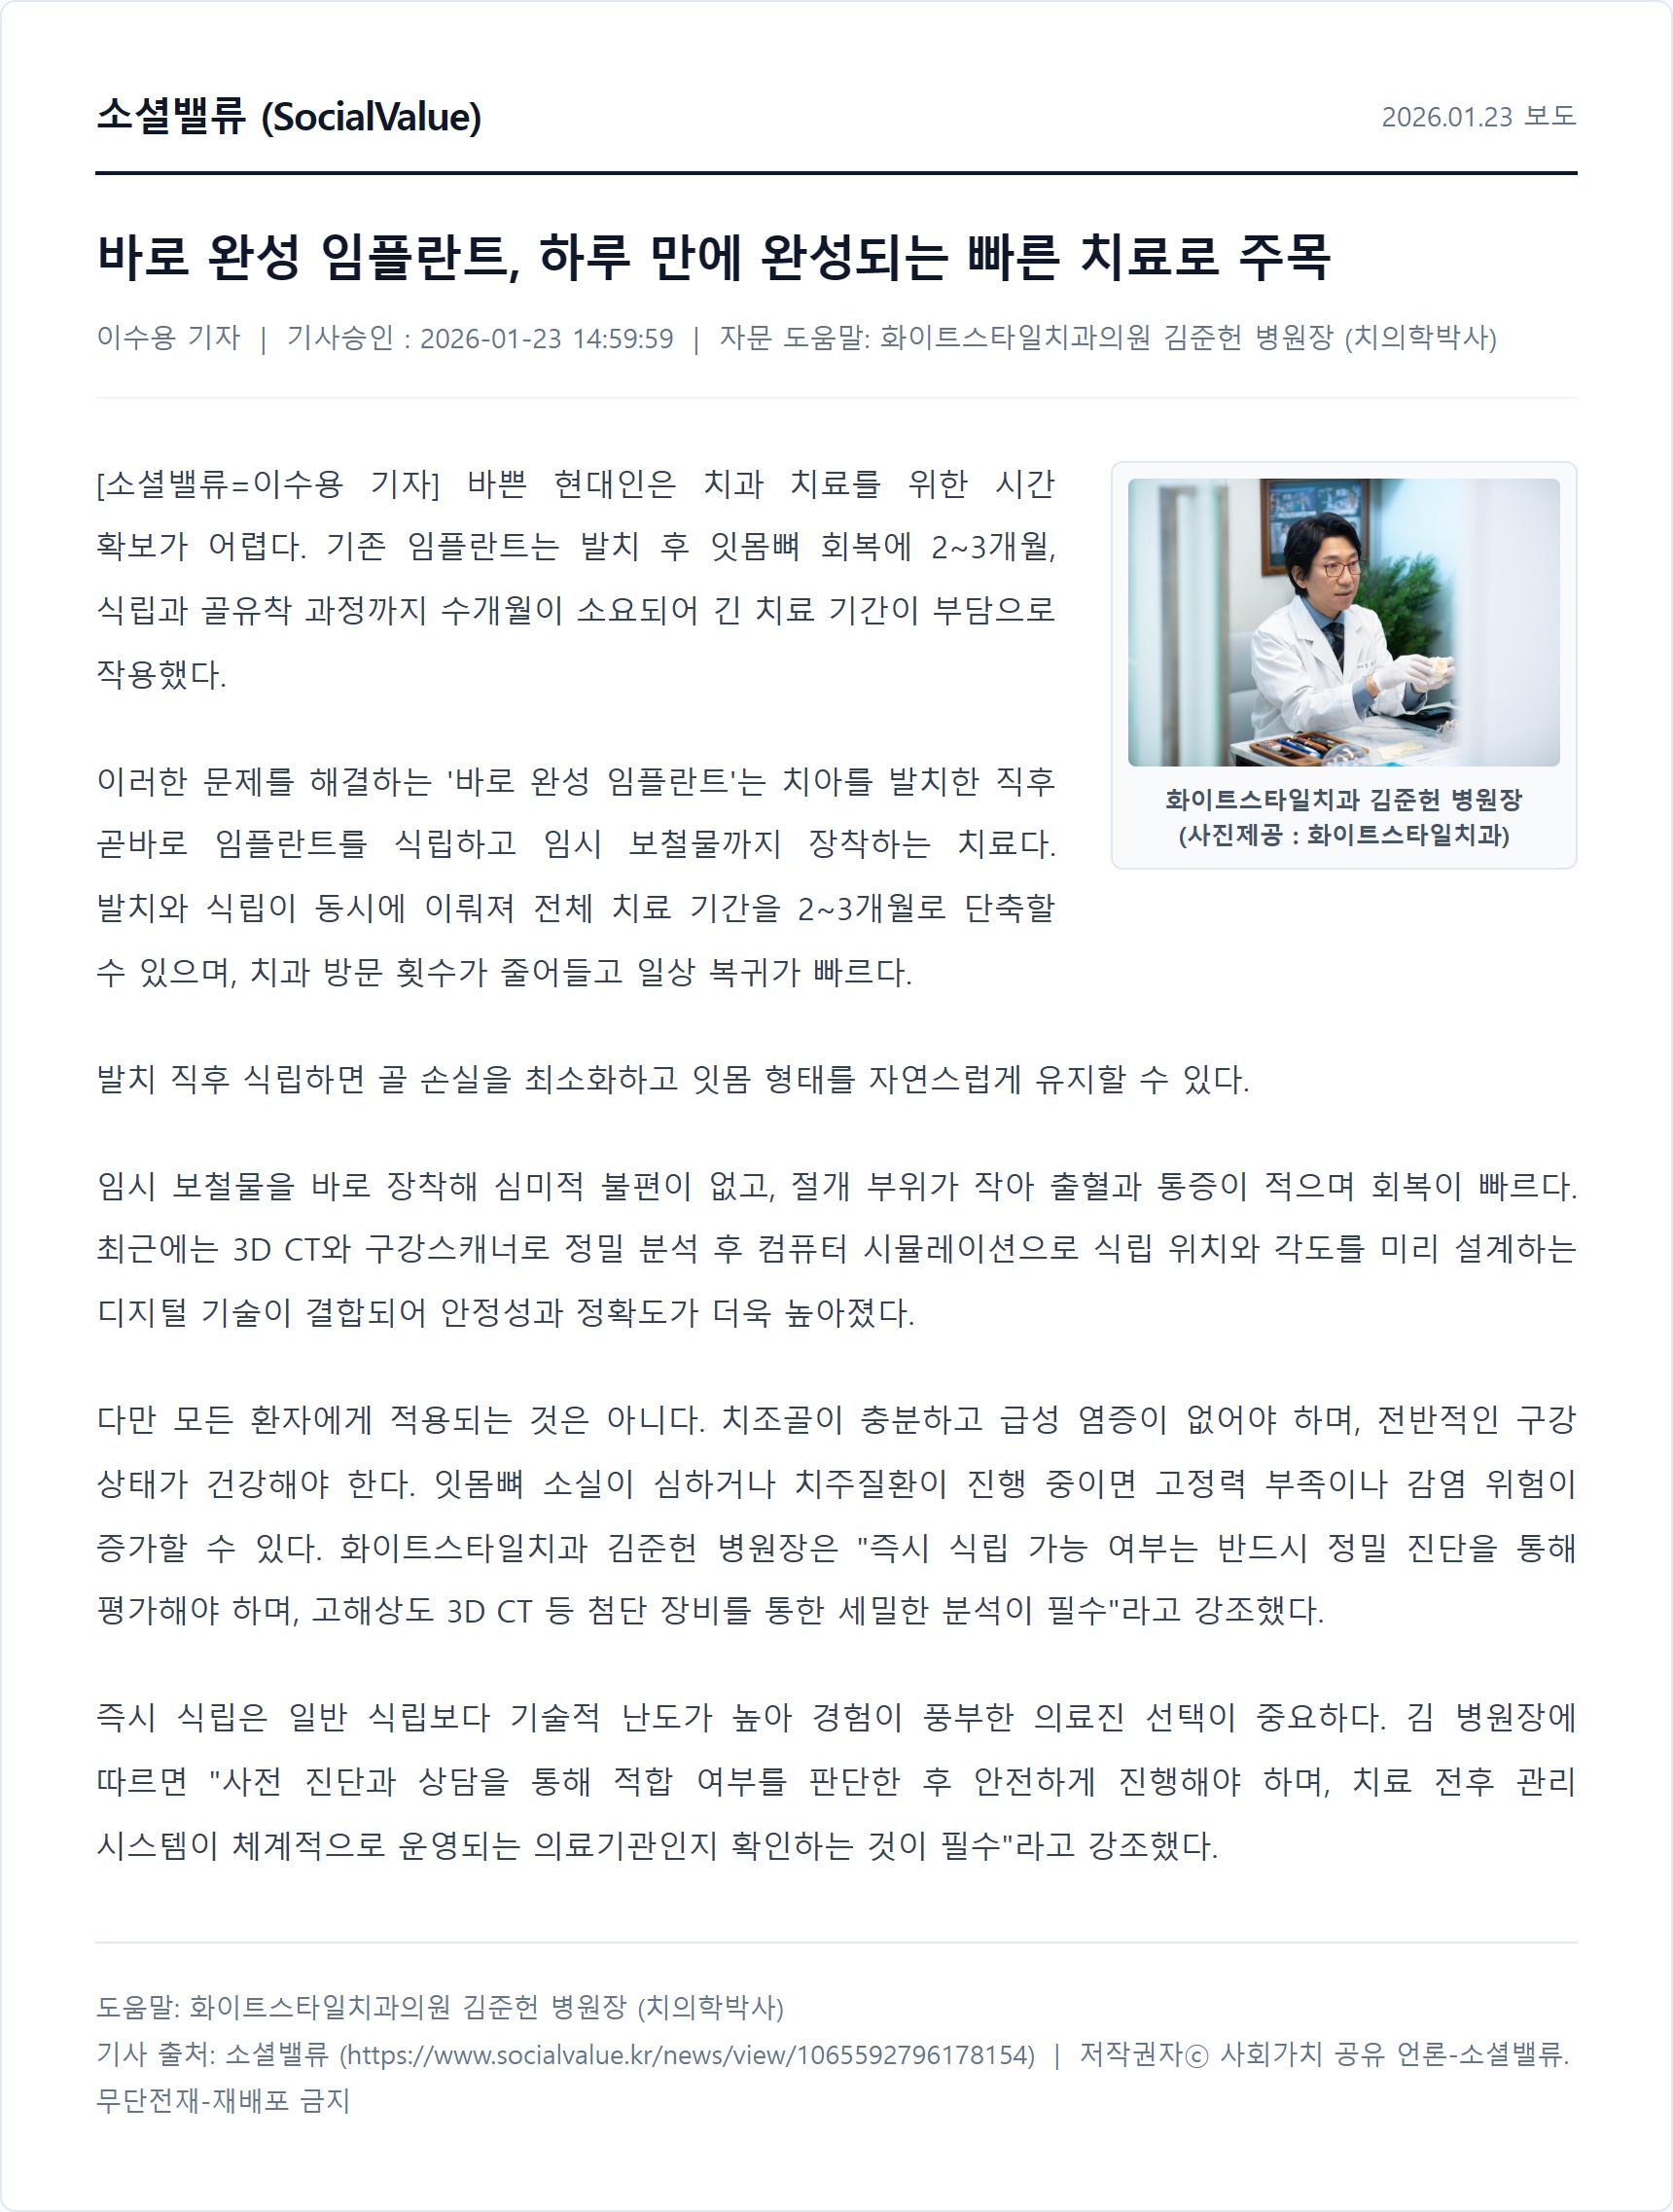 소셜밸류 (SocialValue)
2026.01.23 보도
바로 완성 임플란트, 하루 만에 완성되는 빠른 치료로 주목
이수용 기자 | 기사승인 : 2026-01-23 14:59:59 | 자문 도움말: 화이트스타일치과의원 김준헌 병원장 (치의학박사)
[소셜밸류=이수용 기자] 바쁜 현대인은 치과 치료를 위한 시간
확보가 어렵다. 기존 임플란트는 발치 후 잇몸뼈 회복에 2~3개월,
식립과 골유착 과정까지 수개월이 소요되어 긴 치료 기간이 부담으로
작용했다.
이러한 문제를 해결하는 '바로 완성 임플란트'는 치아를 발치한 직후
곧바로 임플란트를 식립하고 임시 보철물까지 장착하는 치료다.
발치와 식립이 동시에 이뤄져 전체 치료 기간을 2~3개월로 단축할
수 있으며, 치과 방문 횟수가 줄어들고 일상 복귀가 빠르다.
화이트스타일치과 김준헌 병원장
(사진제공 : 화이트스타일치과)
발치 직후 식립하면 골 손실을 최소화하고 잇몸 형태를 자연스럽게 유지할 수 있다.
임시 보철물을 바로 장착해 심미적 불편이 없고, 절개 부위가 작아 출혈과 통증이 적으며 회복이 빠르다.
최근에는 3D CT와 구강스캐너로 정밀 분석 후 컴퓨터 시뮬레이션으로 식립 위치와 각도를 미리 설계하는
디지털 기술이 결합되어 안정성과 정확도가 더욱 높아졌다.
다만 모든 환자에게 적용되는 것은 아니다. 치조골이 충분하고 급성 염증이 없어야 하며, 전반적인 구강
상태가 건강해야 한다. 잇몸뼈 소실이 심하거나 치주질환이 진행 중이면 고정력 부족이나 감염 위험이
증가할 수 있다. 화이트스타일치과 김준헌 병원장은 "즉시 식립 가능 여부는 반드시 정밀 진단을 통해
평가해야 하며, 고해상도 3D CT 등 첨단 장비를 통한 세밀한 분석이 필수"라고 강조했다.
즉시 식립은 일반 식립보다 기술적 난도가 높아 경험이 풍부한 의료진 선택이 중요하다. 김 병원장에
따르면 "사전 진단과 상담을 통해 적합 여부를 판단한 후 안전하게 진행해야 하며, 치료 전후 관리
시스템이 체계적으로 운영되는 의료기관인지 확인하는 것이 필수"라고 강조했다.
도움말: 화이트스타일치과의원 김준헌 병원장 (치의학박사)
기사 출처: 소셜밸류 (https://www.socialvalue.kr/news/view/1065592796178154) | 저작권자ⓒ 사회가치 공유 언론-소셜밸류.
무단전재-재배포 금지